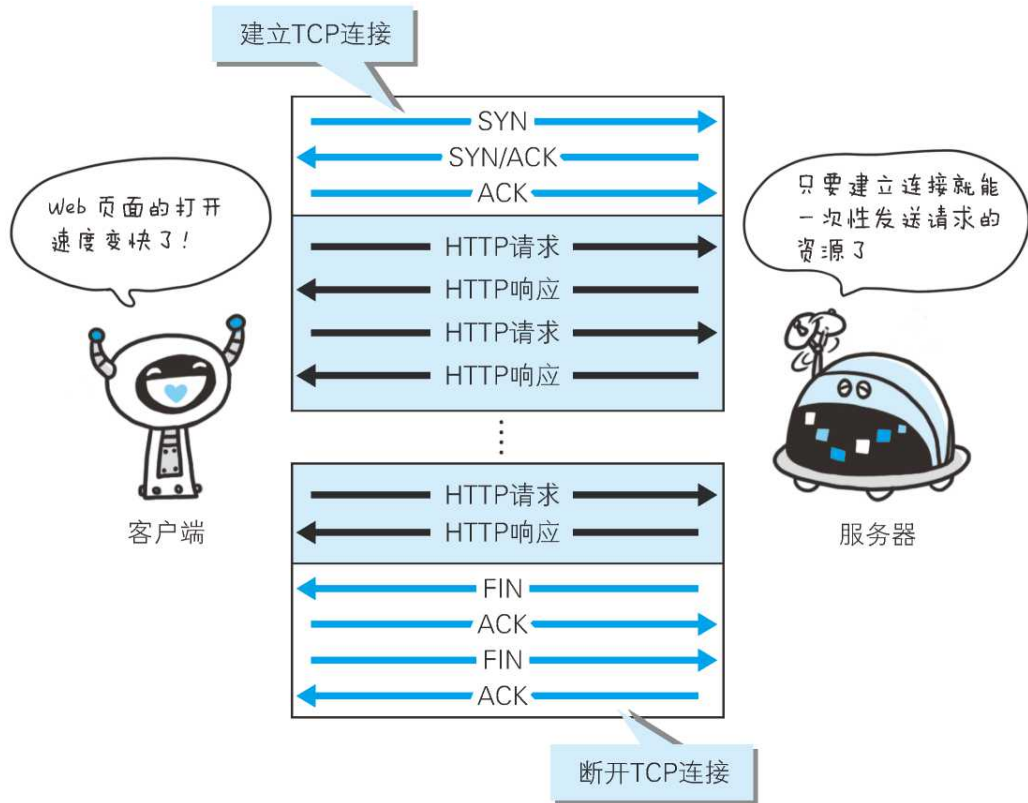 建立TCP连接
SYN
SYN/ACK
ACK
Web 页面的打开
速度变快了!
只要建立连接就能
一次性发送请求的
资源了
HTTP请求
HTTP响应
HTTP请求
HTTP响应
HTTP请求
HTTP响应
客户端
服务器
FIN
ACK
FIN
ACK
断开TCP连接